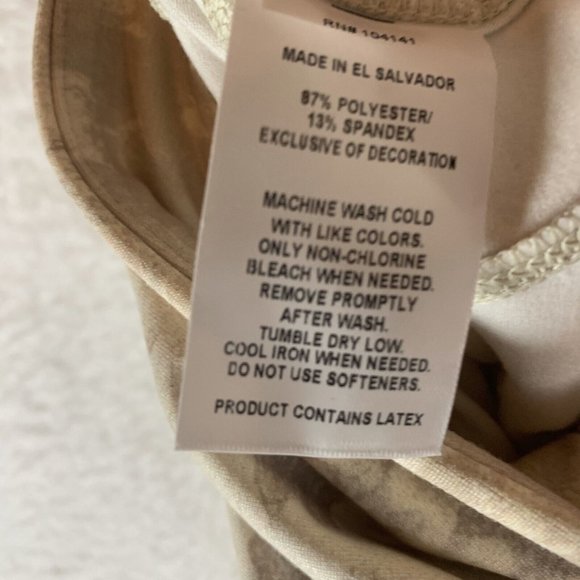 RN# 104141
MADE IN EL SALVADOR
87% POLYESTER/
13% SPANDEX
EXCLUSIVE OF DECORATION
MACHINE WASH COLD
WITH LIKE COLORS.
ONLY NON-CHLORINE
BLEACH WHEN NEEDED.
REMOVE PROMPTLY
AFTER WASH.
TUMBLE DRY LOW.
COOL IRON WHEN NEEDED.
DO NOT USE SOFTENERS.
PRODUCT CONTAINS LATEX